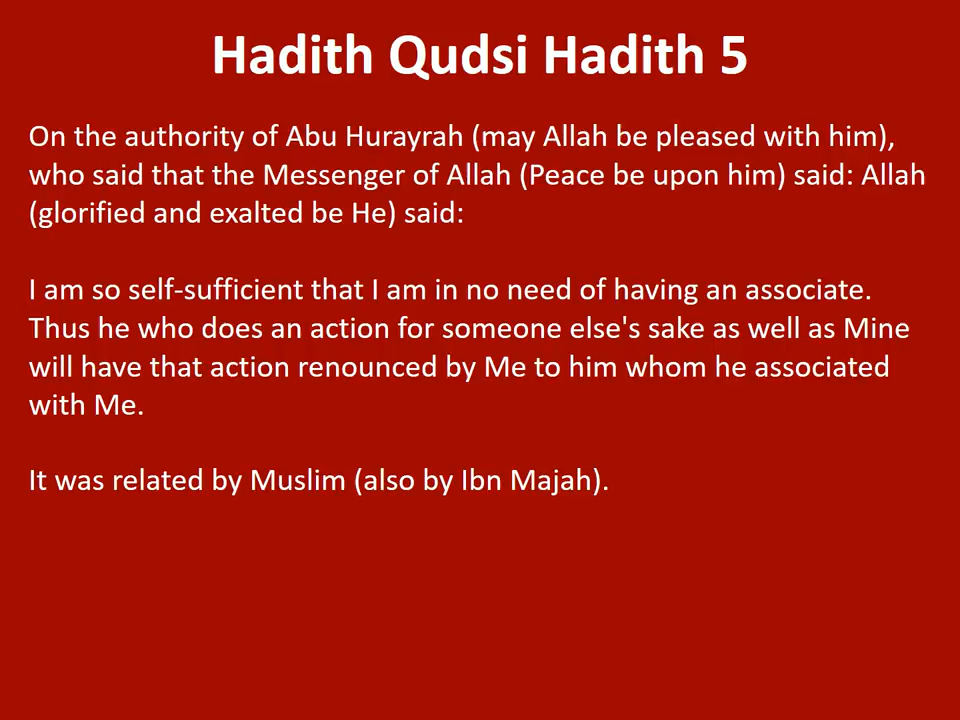 Hadith Qudsi Hadith 5
On the authority of Abu Hurayrah (may Allah be pleased with him),
who said that the Messenger of Allah (Peace be upon him) said: Allah
(glorified and exalted be He) said:
I am so self-sufficient that I am in no need of having an associate.
Thus he who does an action for someone else's sake as well as Mine
will have that action renounced by Me to him whom he associated
with Me.
It was related by Muslim (also by Ibn Majah).